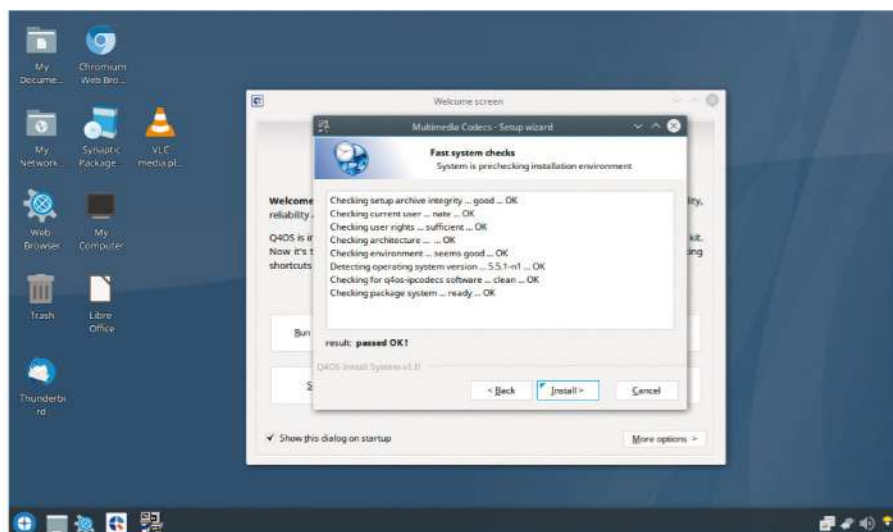 My
Docume...
Chromium
Web Bro...
My
Network...
Synaptic
Package
VLC
media pl...
Web
Browser
My
Computer
Trash
Libre
Office
Thunderbi
rd
Welcome screen
Multimedia Codecs - Setup wizard
Fast system checks
System is prechecking installation environment
Checking setup archive integrity ... good ... OK
Checking current user ... nate ... OK
Checking user rights ... sufficient ... OK
Checking architecture ... ... OK
Checking environment ... seems good ... OK
Detecting operating system version ... 5.5.1-n1 ... OK
Checking for q4os-ipcodecs software ... clean ... OK
Checking package system ... ready ... OK
result: passed OK !
Q4OS Install System v1.0
< Back
Install >
Cancel
Welcome
lity,
reliability
Q4OS is
kit.
Now it's
ing
shortcuts
Run
S
Show this dialog on startup
More options >